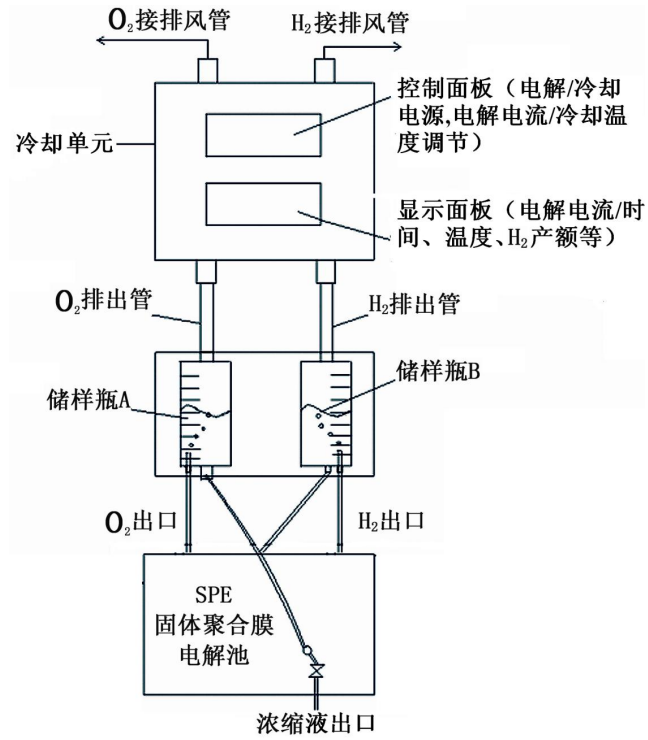 O₂接排风管
H₂接排风管
控制面板（电解/冷却
电源,电解电流/冷却温
度调节）
冷却单元
显示面板（电解电流/时
间、温度、H₂产额等）
O₂排出管
H₂排出管
储样瓶B
储样瓶A
O₂出口
H₂出口
SPE
固体聚合膜
电解池
浓缩液出口